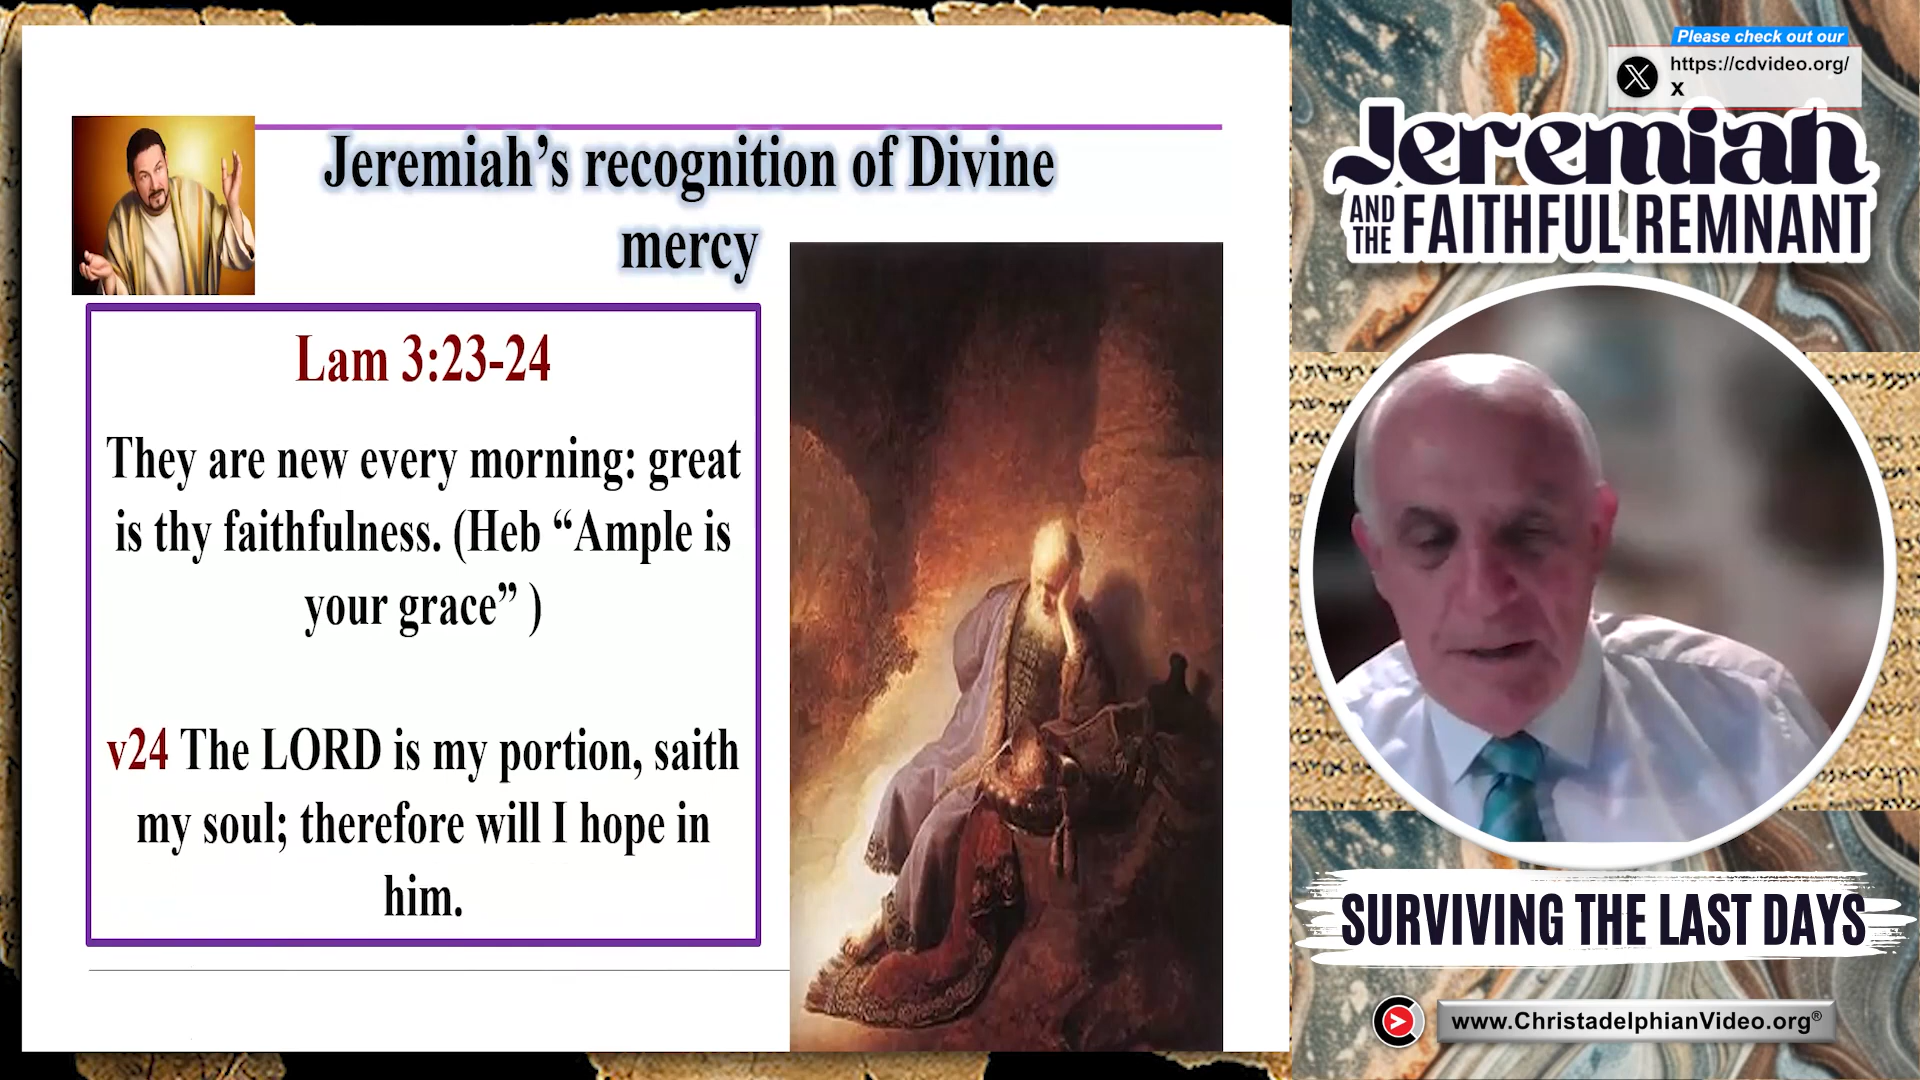 Jeremiah’s recognition of Divine
mercy
Lam 3:23-24
They are new every morning: great
is thy faithfulness. (Heb “Ample is
your grace” )
v24 The LORD is my portion, saith
my soul; therefore will I hope in
him.
Please check out our
https://cdvideo.org/
x
Jeremiah
AND THE FAITHFUL REMNANT
SURVIVING THE LAST DAYS
www.ChristadelphianVideo.org®